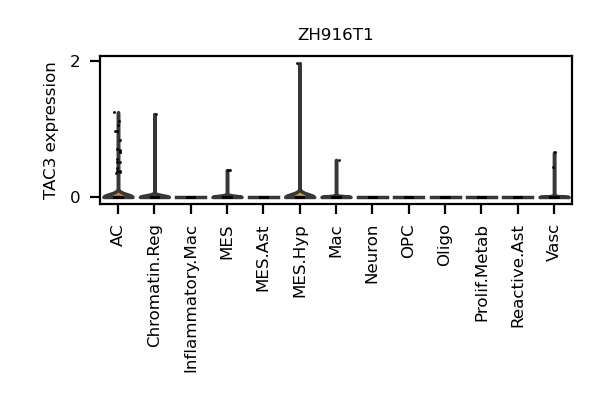 ZH916T1
TAC3 expression
2
0
AC
Chromatin.Reg
Inflammatory.Mac
MES
MES.Ast
MES.Hyp
Mac
Neuron
OPC
Oligo
Prolif.Metab
Reactive.Ast
Vasc